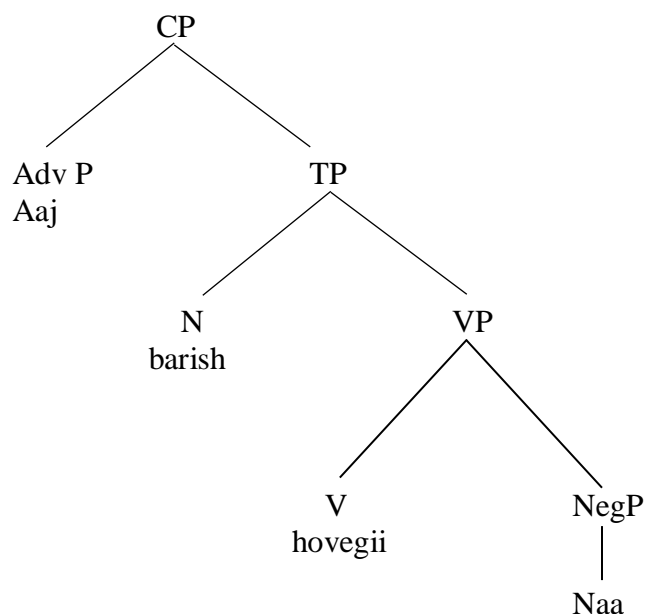 CP
Adv P TP
Aaj
N VP
barish
V NegP
hovegii
Naa